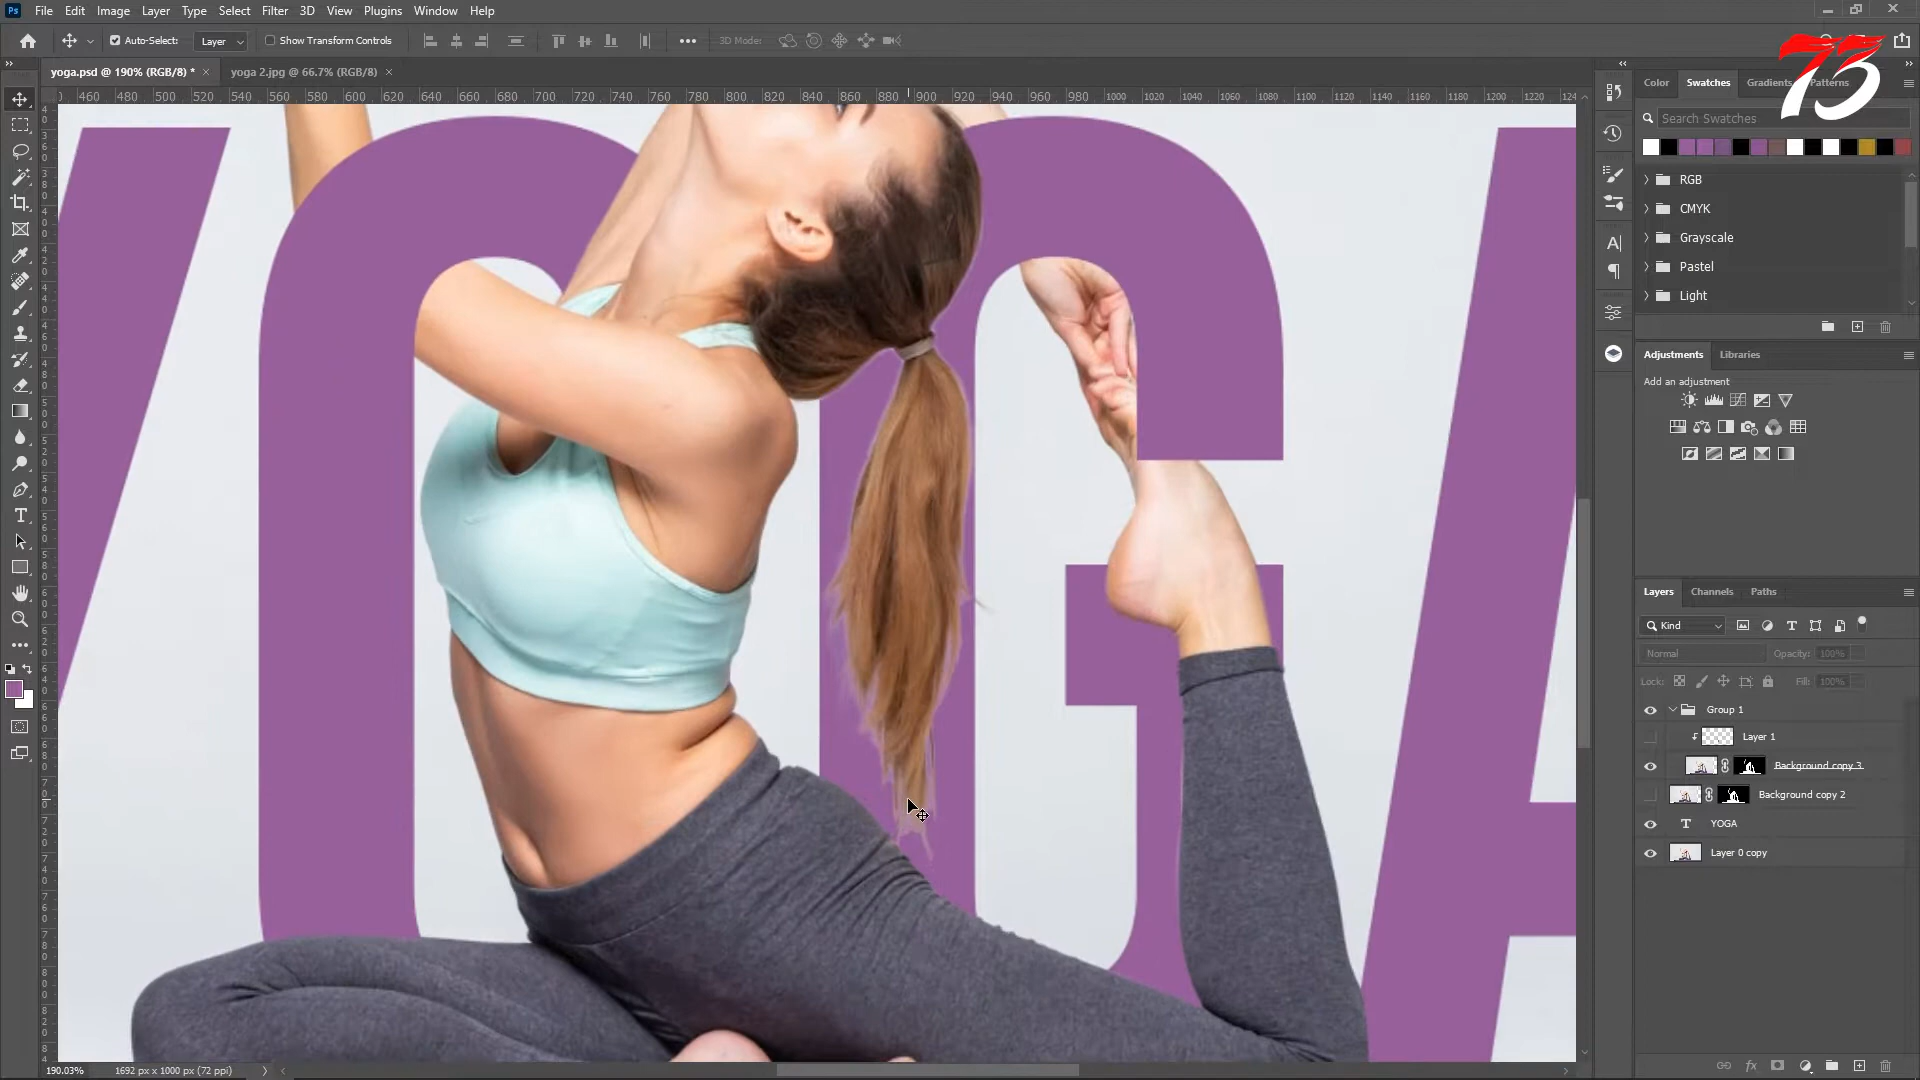 Ps File Edit Image Layer Type Select Filter 3D View Plugins Window Help
Auto-Select: Layer Show Transform Controls 3D Mode:
73
yoga.psd @ 190% (RGB/8) * × yoga 2.jpg @ 66.7% (RGB/8) ×
460 480 500 520 540 560 580 600 620 640 660 680 700 720 740 760 780 800 820 840 860 880 900 920 940 960 980 1000 1020 1040 1060 1080 1100 1120 1140 1160 1180 1200 1220 124
Color Swatches Gradients Patterns
Search Swatches
RGB
CMYK
Grayscale
Pastel
Light
Adjustments Libraries
Add an adjustment
YOGA
Layers Channels Paths
Kind
Normal Opacity: 100%
Lock: Fill: 100%
Group 1
Layer 1
Background copy 3
Background copy 2
T YOGA
Layer 0 copy
190.03% 1692 px x 1000 px (72 ppi)